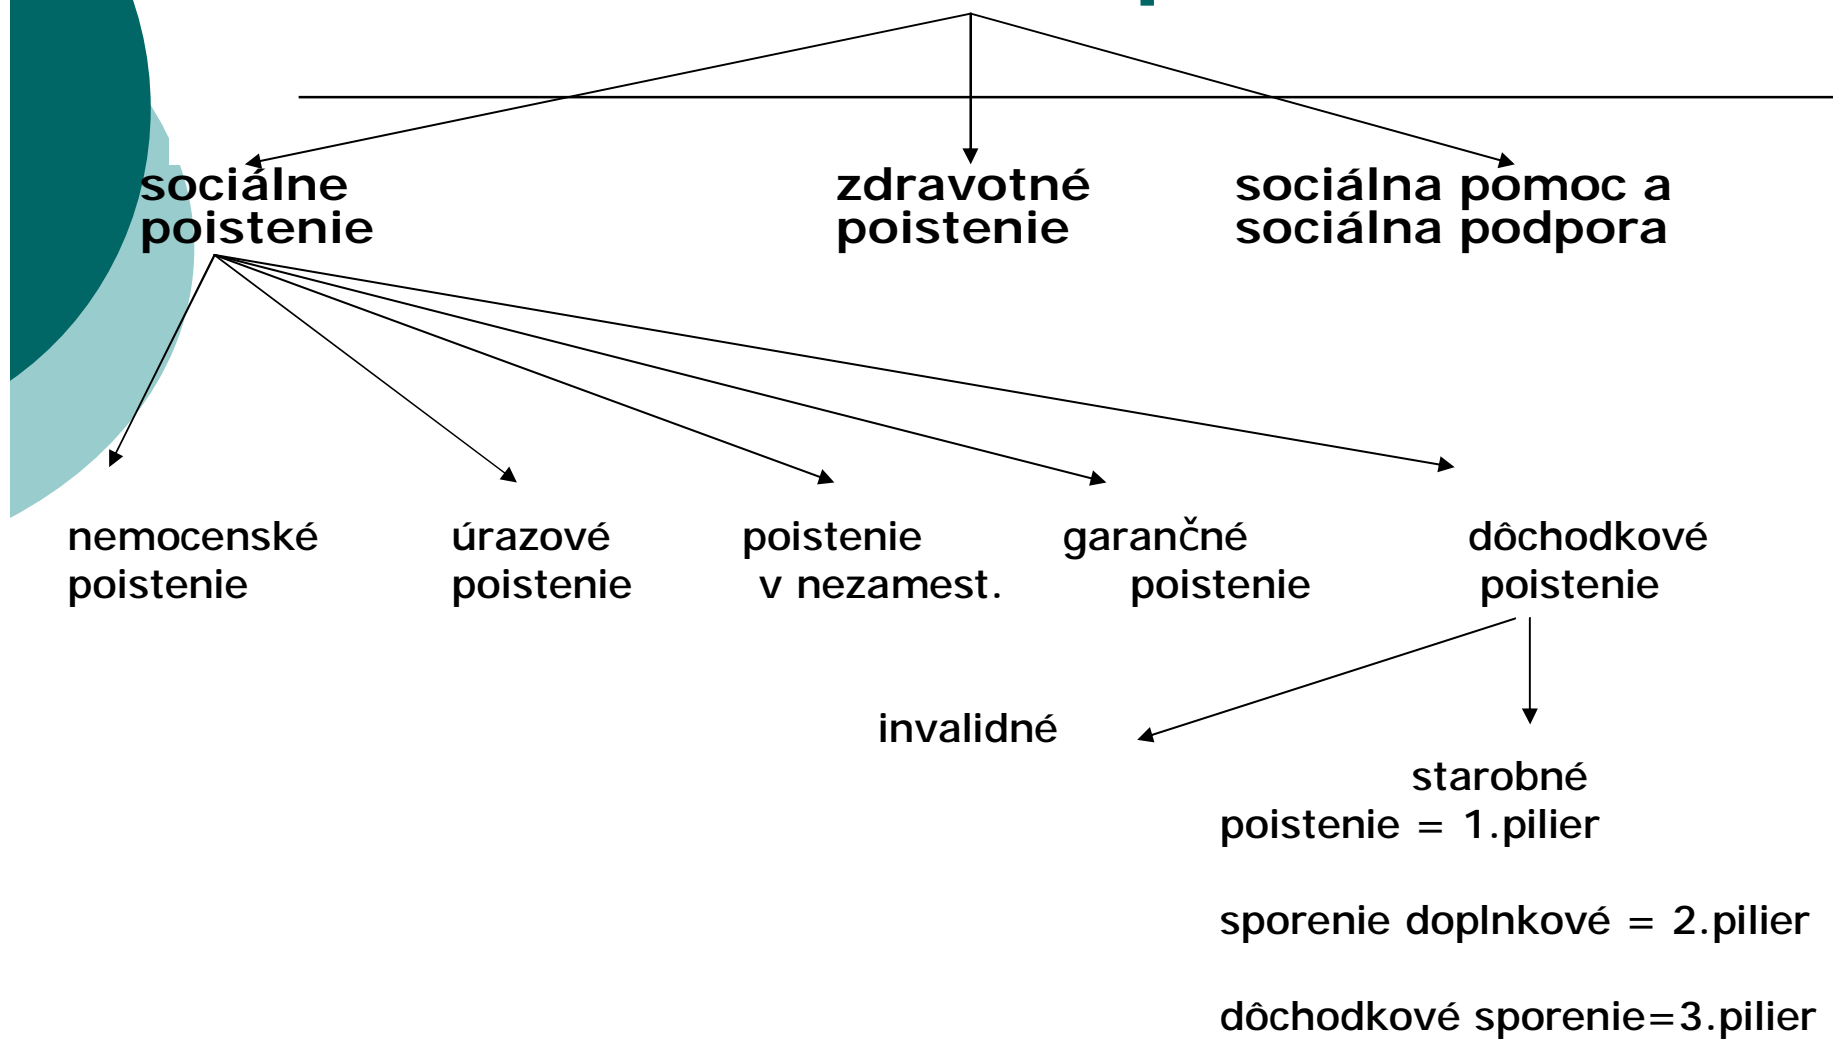 sociálne
poistenie
zdravotné
poistenie
sociálna pomoc a
sociálna podpora
nemocenské
poistenie
úrazové
poistenie
poistenie
v nezamest.
garančné
poistenie
dôchodkové
poistenie
invalidné
starobné
poistenie = 1.pilier
sporenie doplnkové = 2.pilier
dôchodkové sporenie=3.pilier